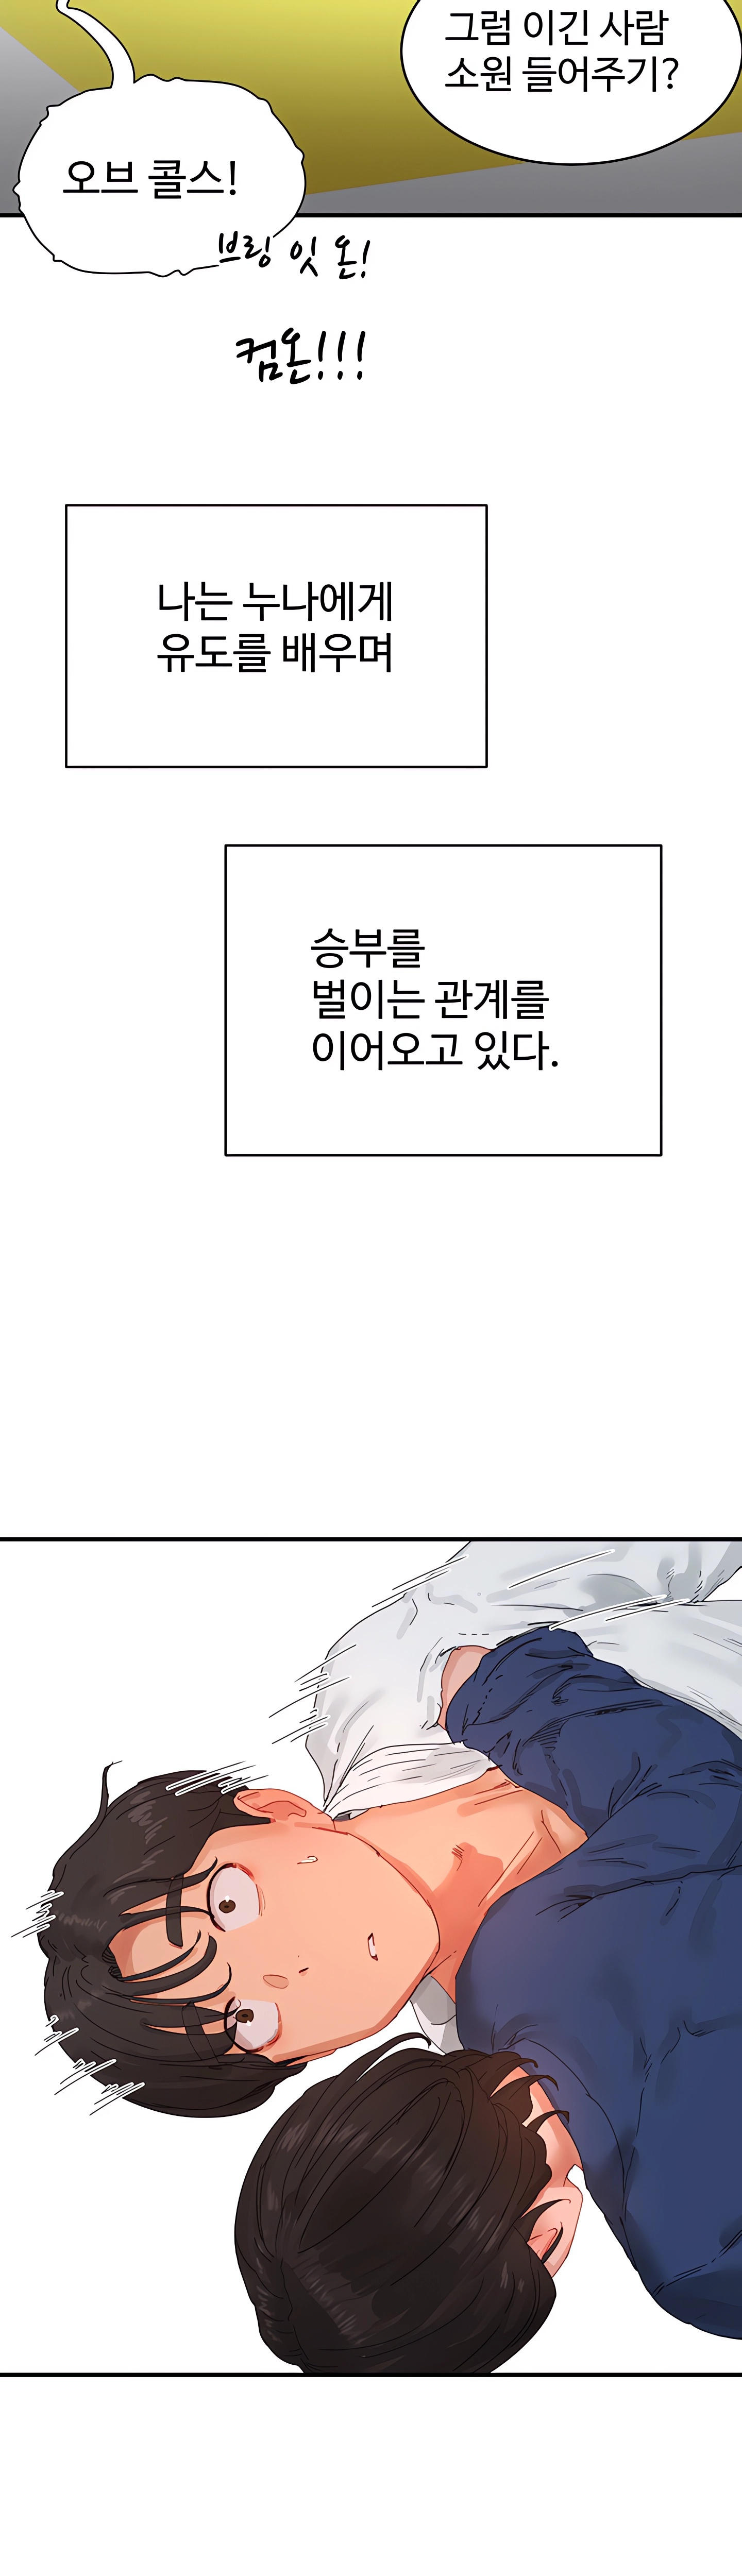 그럼 이긴 사람
소원 들어주기?
오브 콜스!
브링 잇 온!
컴온!!!
나는 누나에게
유도를 배우며
승부를
벌이는 관계를
이어오고 있다.